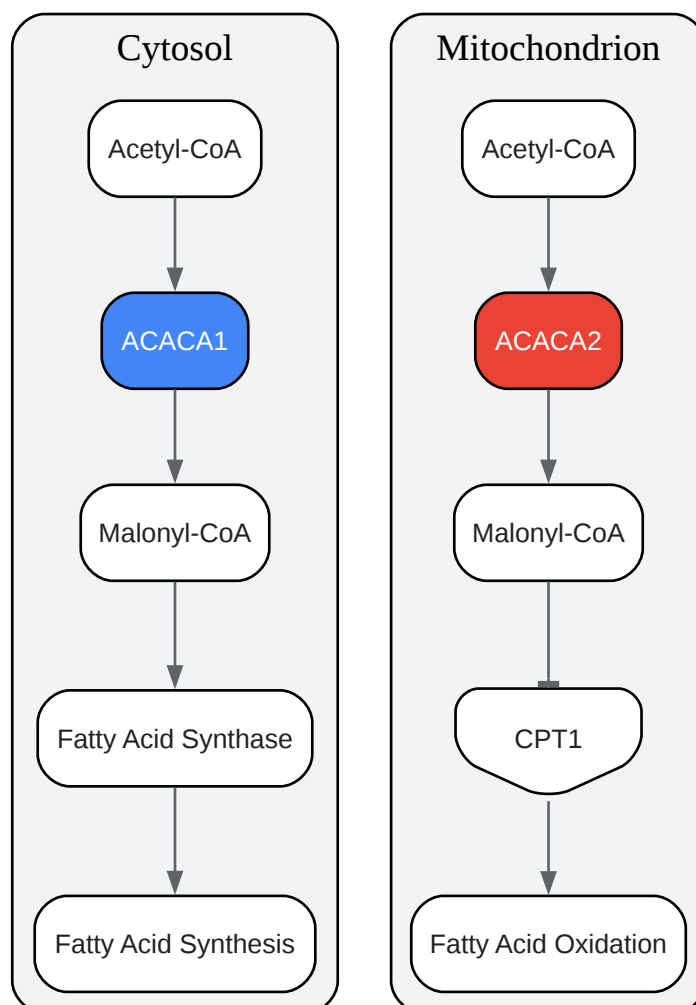 Cytosol
Acetyl-CoA
ACACA1
Malonyl-CoA
Fatty Acid Synthase
Fatty Acid Synthesis
Mitochondrion
Acetyl-CoA
ACACA2
Malonyl-CoA
CPT1
Fatty Acid Oxidation